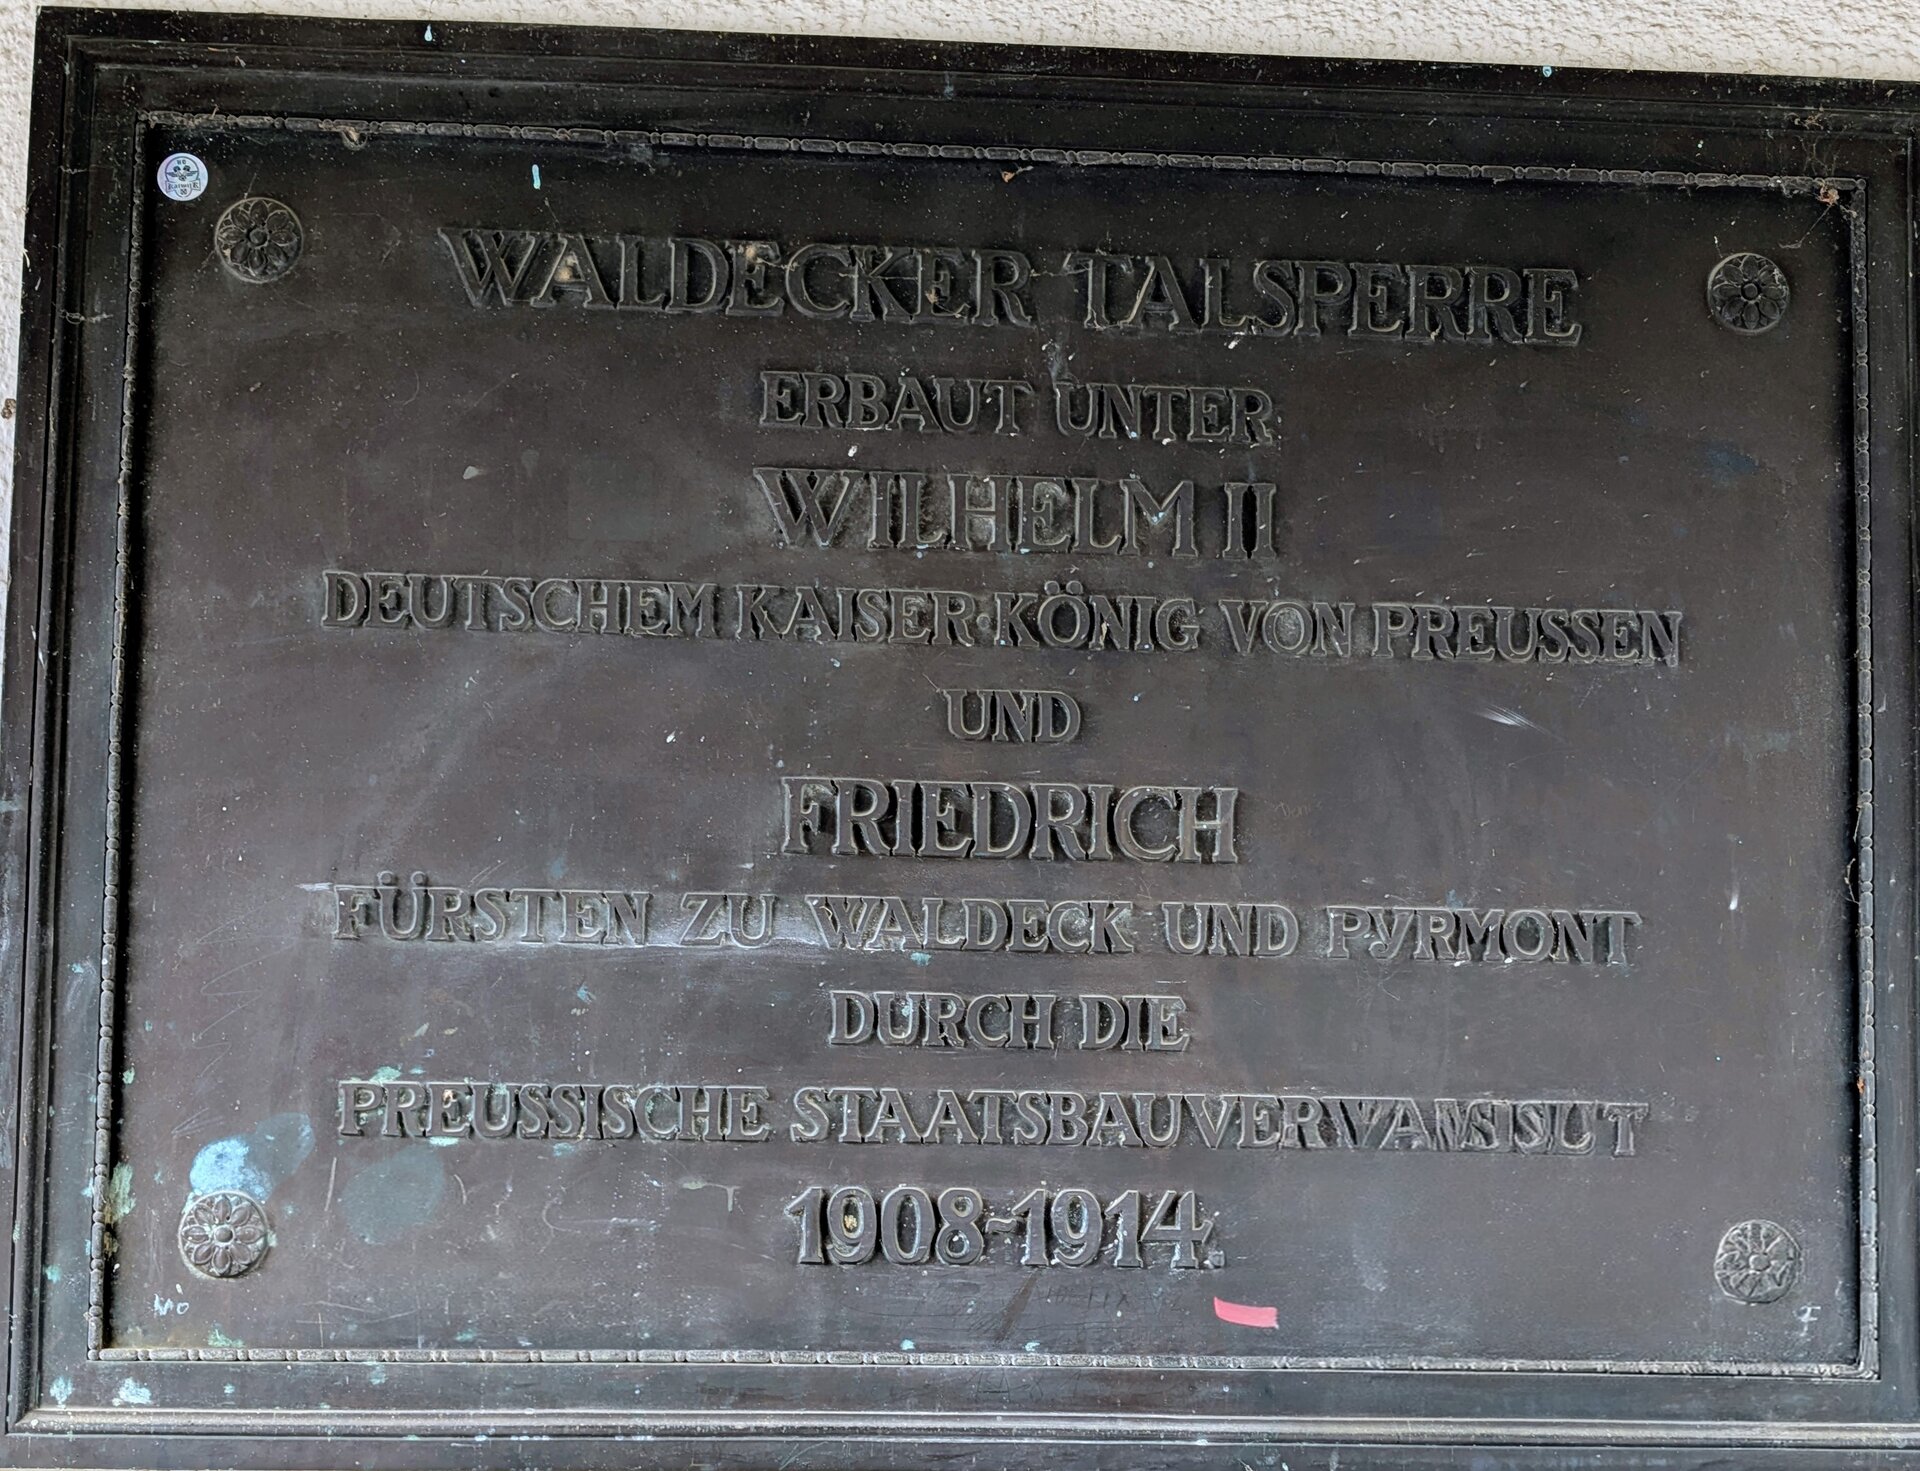 WALDECKER TALSPERRE
ERBAUT UNTER
WILHELM II
DEUTSCHEM KAISER·KÖNIG VON PREUSSEN
UND
FRIEDRICH
FÜRSTEN ZU WALDECK UND PYRMONT
DURCH DIE
PREUSSISCHE
1908-1914.